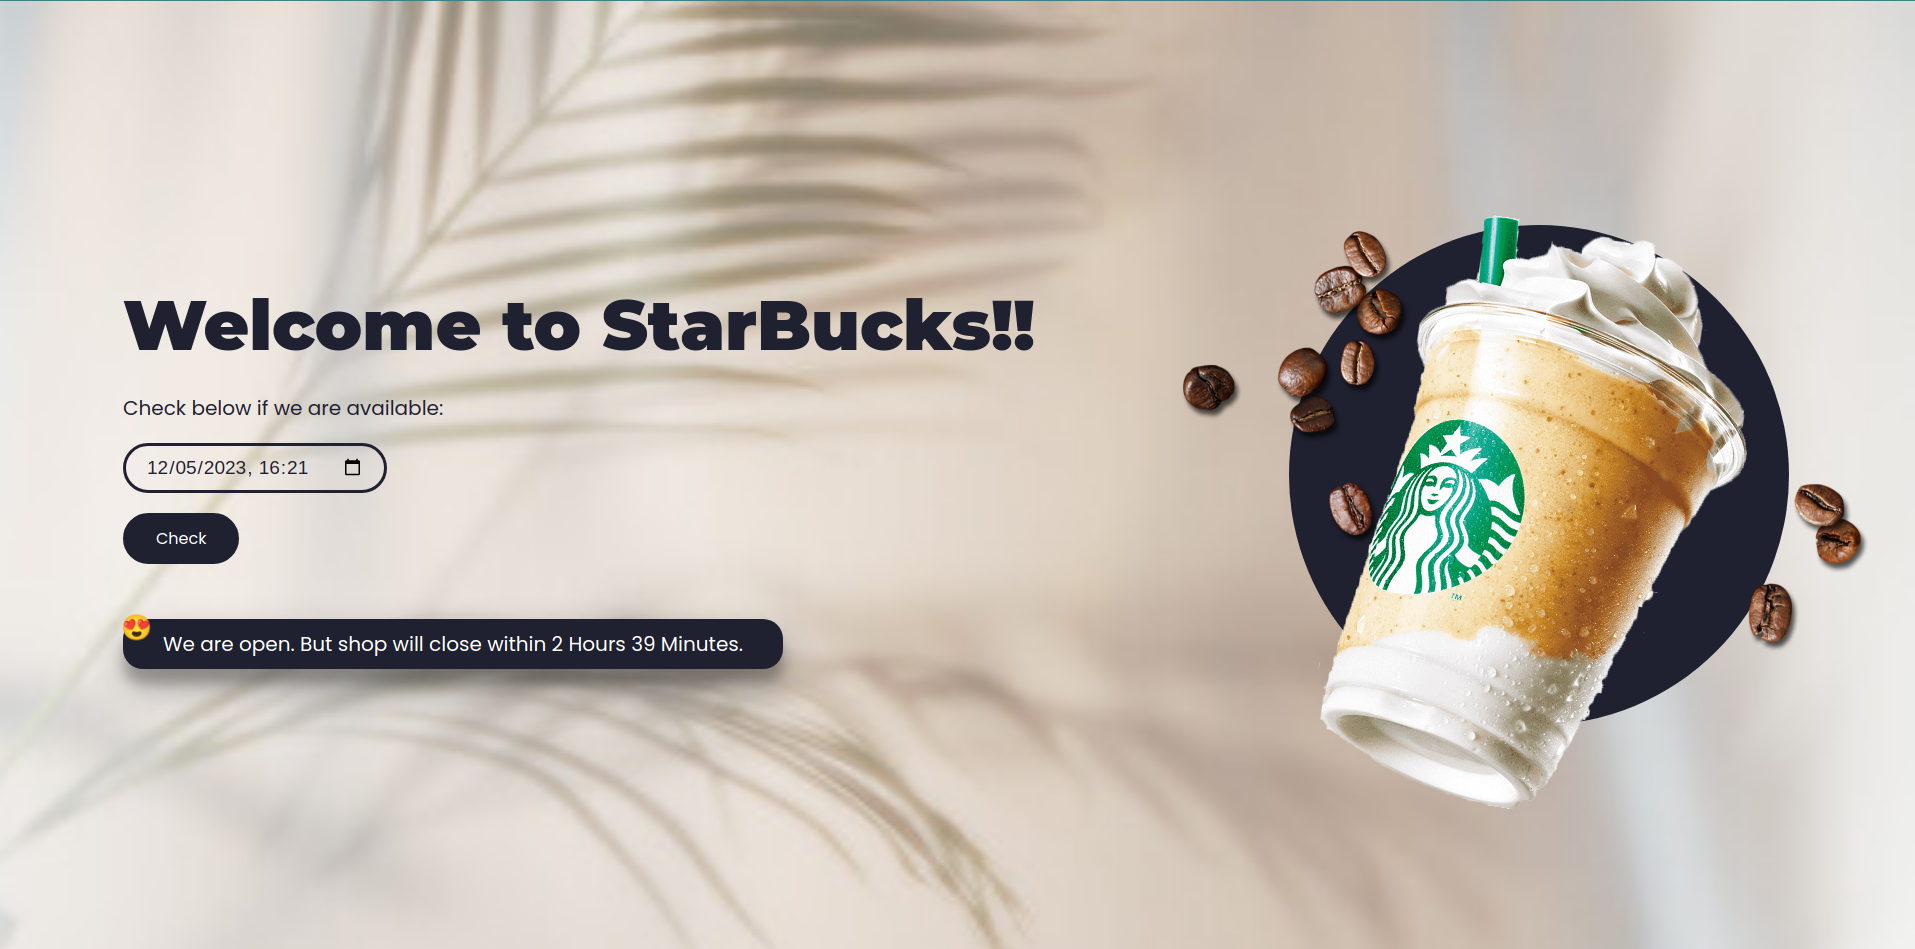 Welcome to StarBucks!!
Check below if we are available:
12/05/2023, 16:21
Check
We are open. But shop will close within 2 Hours 39 Minutes.
TM